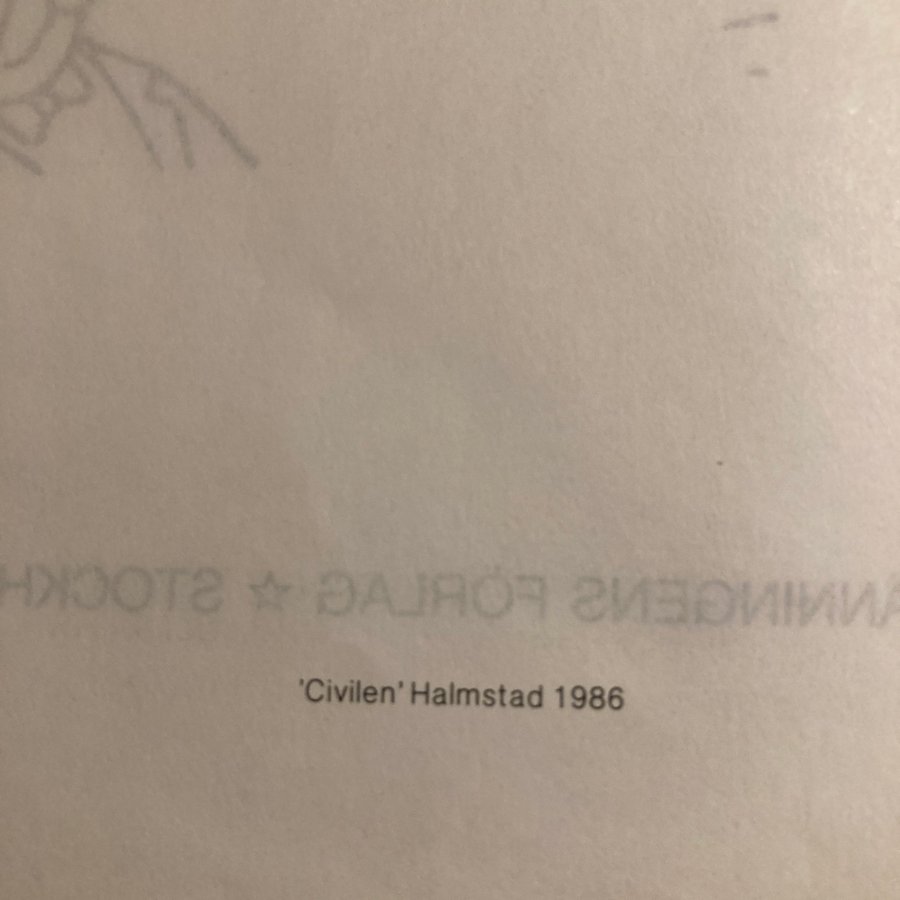 ANNINGENS FÖRLAG ☆ STOCKH
'Civilen' Halmstad 1986